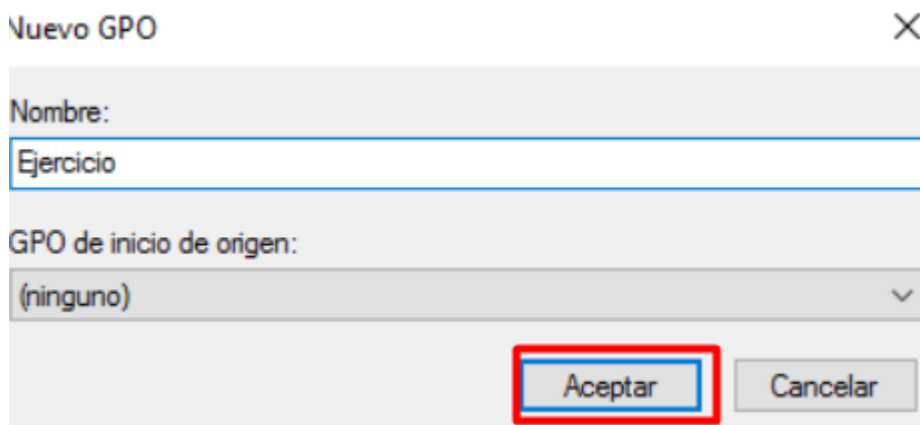 Nuevo GPO
Nombre:
Ejercicio
GPO de inicio de origen:
(ninguno)
Aceptar Cancelar